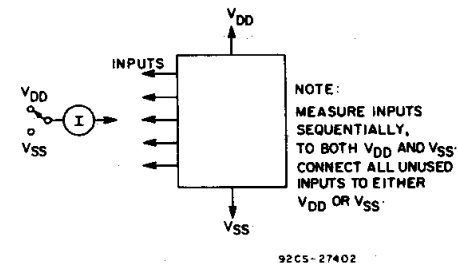 VDD
INPUTS
VDD
I
VSS
NOTE:
MEASURE INPUTS
SEQUENTIALLY,
TO BOTH VDD AND VSS.
CONNECT ALL UNUSED
INPUTS TO EITHER
VDD OR VSS.
VSS
92CS-27402